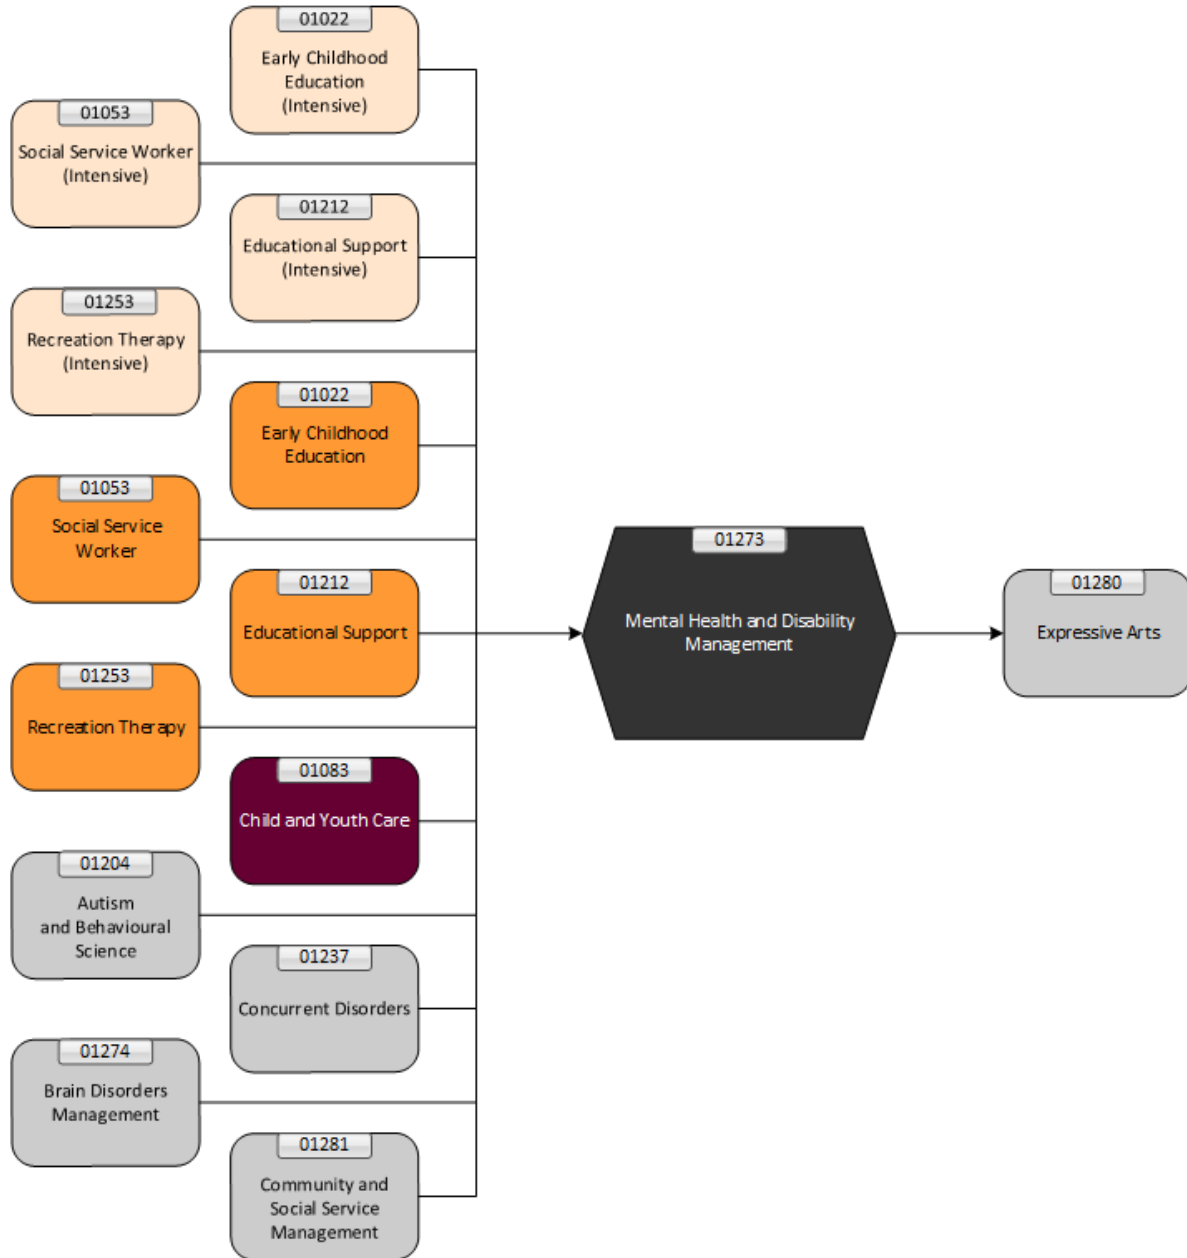 01022
Early Childhood
Education
(Intensive)
01053
Social Service Worker
(Intensive)
01212
Educational Support
(Intensive)
01253
Recreation Therapy
(Intensive)
01022
Early Childhood
Education
01053
Social Service
Worker
01212
Educational Support
01253
Recreation Therapy
01083
Child and Youth Care
01204
Autism
and Behavioural
Science
01237
Concurrent Disorders
01274
Brain Disorders
Management
01281
Community and
Social Service
Management
01273
Mental Health and Disability
Management
01280
Expressive Arts